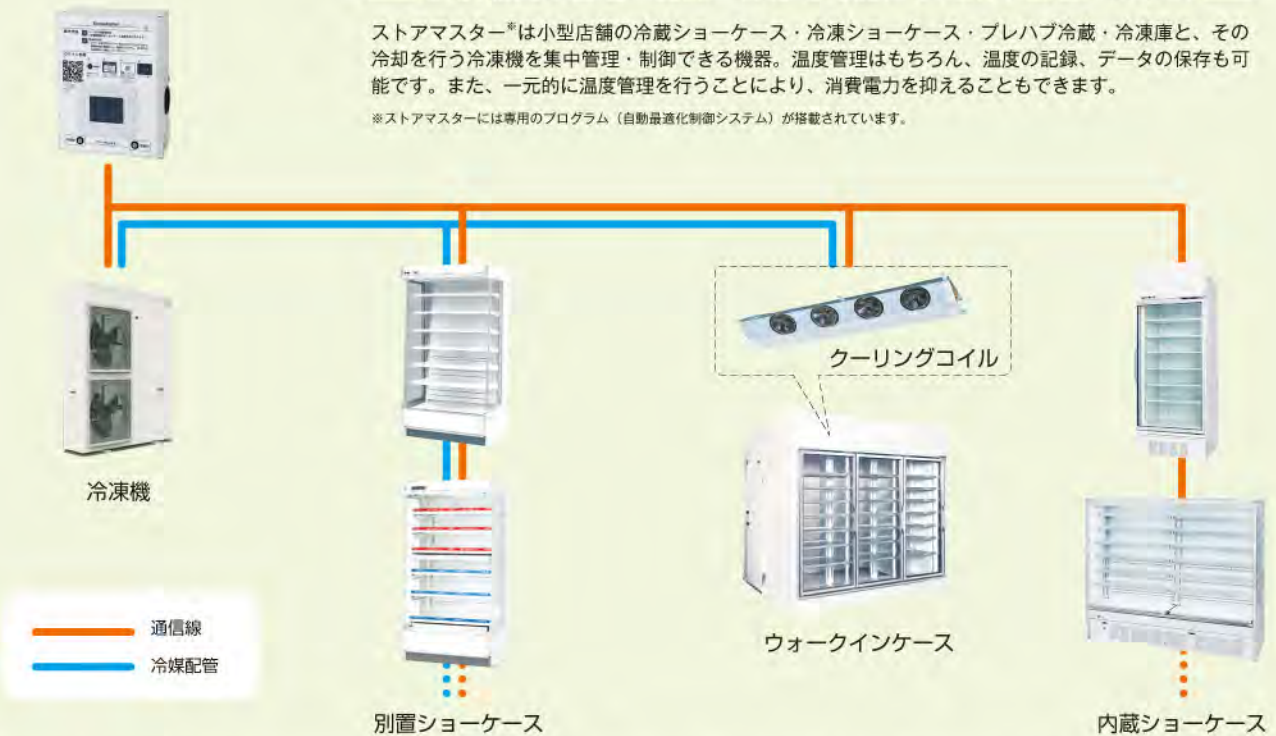 ストアマスター※は小型店舗の冷蔵ショーケース・冷凍ショーケース・プレハブ冷蔵・冷凍庫と、その
冷却を行う冷凍機を集中管理・制御できる機器。温度管理はもちろん、温度の記録、データの保存も可
能です。また、一元的に温度管理を行うことにより、消費電力を抑えることもできます。
※ストアマスターには専用のプログラム（自動最適化制御システム）が搭載されています。
クーリングコイル
冷凍機
ウォークインケース
通信線
冷媒配管
別置ショーケース
内蔵ショーケース